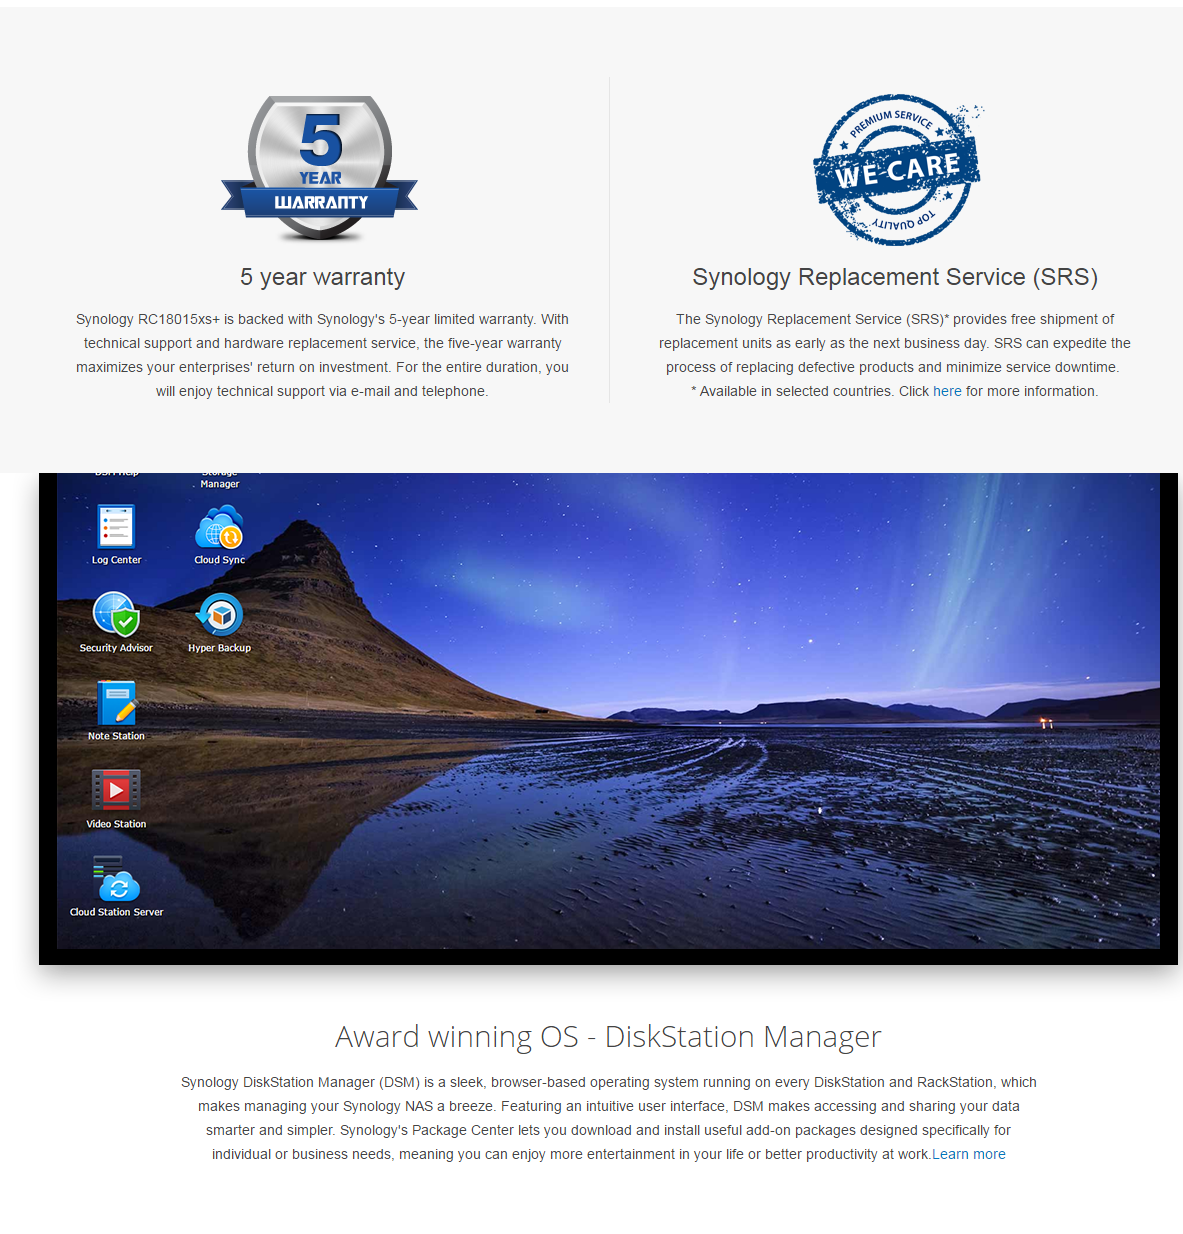 5
YEAR
WARRANTY
5 year warranty
Synology RC18015xs+ is backed with Synology's 5-year limited warranty. With
technical support and hardware replacement service, the five-year warranty
maximizes your enterprises' return on investment. For the entire duration, you
will enjoy technical support via e-mail and telephone.
PREMIUM SERVICE
WE CARE
TOP QUALITY
Synology Replacement Service (SRS)
The Synology Replacement Service (SRS)* provides free shipment of
replacement units as early as the next business day. SRS can expedite the
process of replacing defective products and minimize service downtime.
* Available in selected countries. Click here for more information.
DSM Help
Storage
Manager
Log Center
Cloud Sync
Security Advisor
Hyper Backup
Note Station
Video Station
Cloud Station Server
Award winning OS - DiskStation Manager
Synology DiskStation Manager (DSM) is a sleek, browser-based operating system running on every DiskStation and RackStation, which
makes managing your Synology NAS a breeze. Featuring an intuitive user interface, DSM makes accessing and sharing your data
smarter and simpler. Synology's Package Center lets you download and install useful add-on packages designed specifically for
individual or business needs, meaning you can enjoy more entertainment in your life or better productivity at work.Learn more